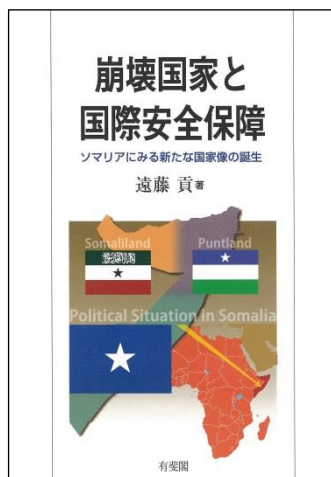 崩壊国家と
国際安全保障
ソマリアにみる新たな国家像の誕生
遠藤 貢著
Somaliland
Puntland
Political Situation in Somalia
有斐閣